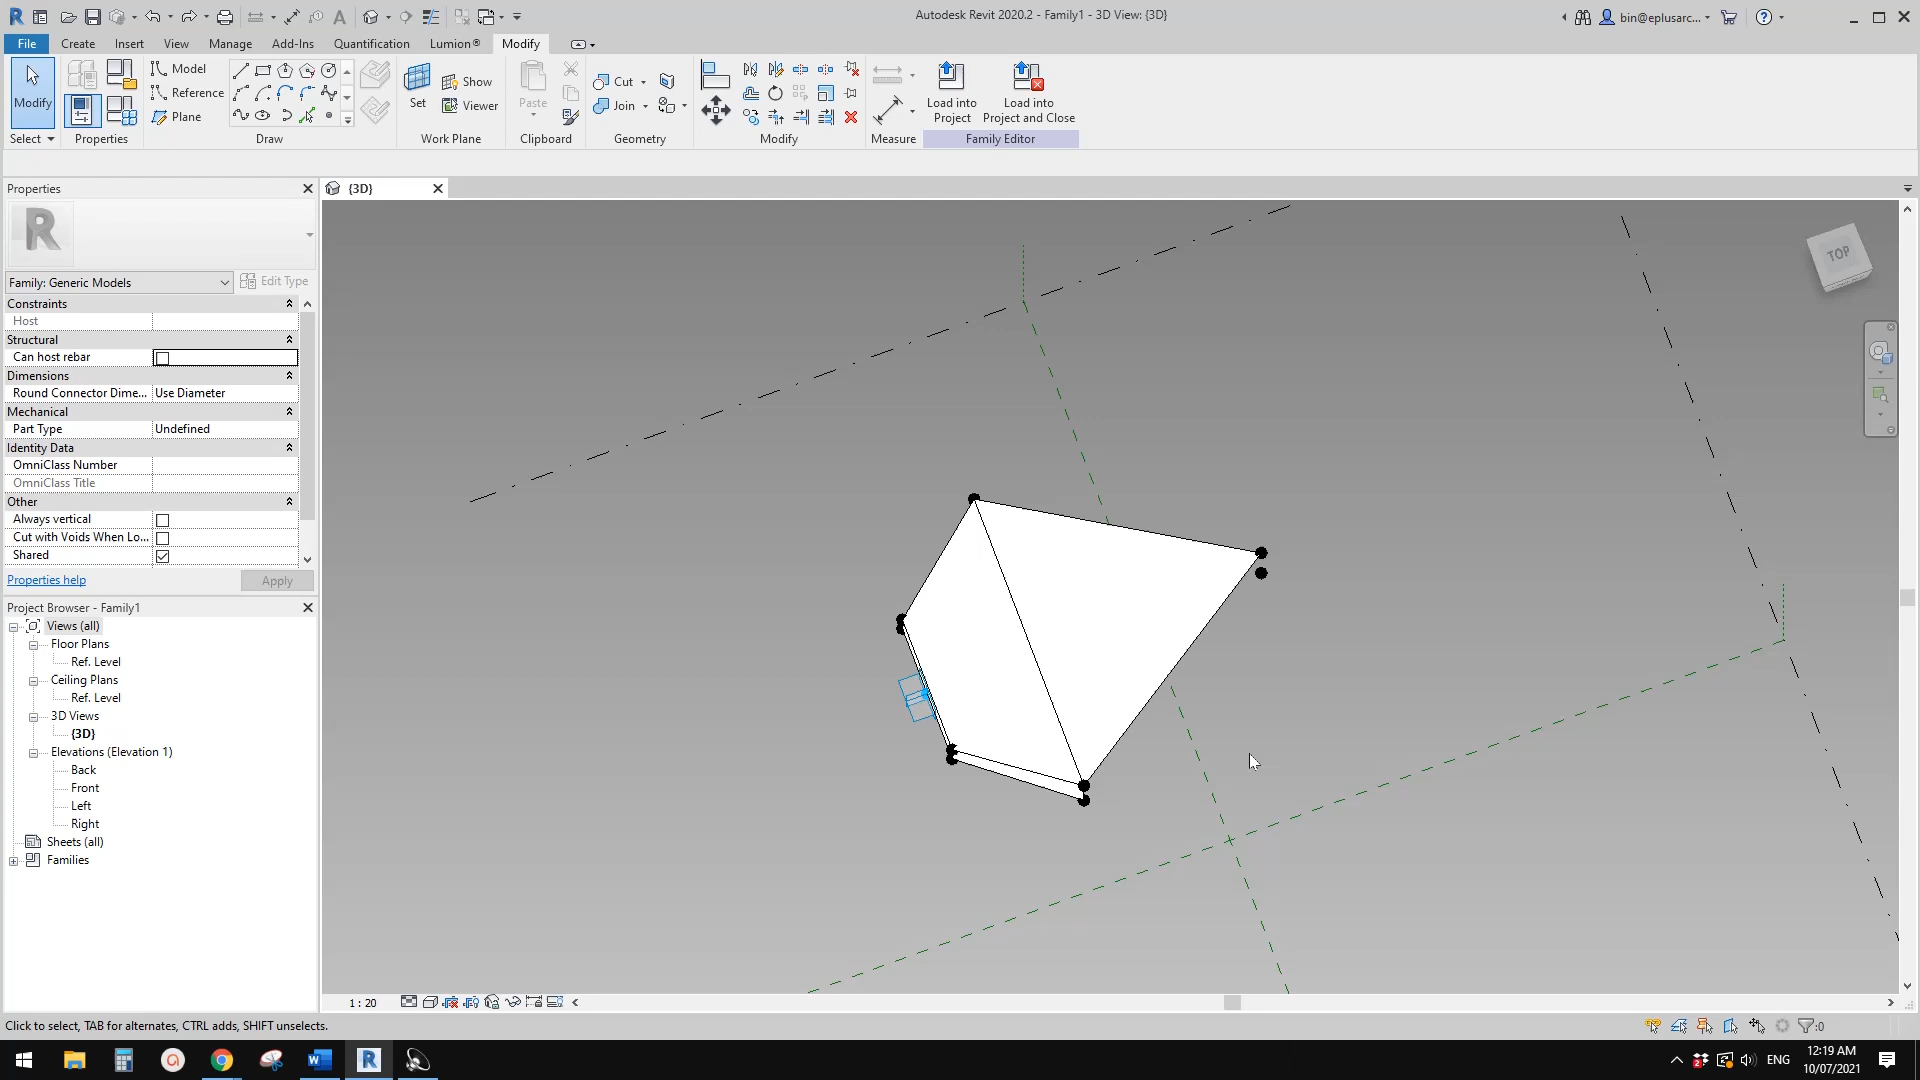 Autodesk Revit 2020.2 - Family1 - 3D View: {3D}
bin@eplusarc...
File Create Insert View Manage Add-Ins Quantification Lumion® Modify
Modify
Model
Reference
Plane
Set
Show
Viewer
Paste
Cut
Join
Load into
Project
Load into
Project and Close
Select Properties Draw Work Plane Clipboard Geometry Modify Measure Family Editor
Properties
{3D}
R
Family: Generic Models
Edit Type
Constraints
Host
Structural
Can host rebar
Dimensions
Round Connector Dime... Use Diameter
Mechanical
Part Type Undefined
Identity Data
OmniClass Number
OmniClass Title
Other
Always vertical
Cut with Voids When Lo...
Shared
Properties help
Apply
Project Browser - Family1
Views (all)
Floor Plans
Ref. Level
Ceiling Plans
Ref. Level
3D Views
{3D}
Elevations (Elevation 1)
Back
Front
Left
Right
Sheets (all)
Families
TOP
1 : 20
Click to select, TAB for alternates, CTRL adds, SHIFT unselects.
:0
ENG
12:19 AM
10/07/2021